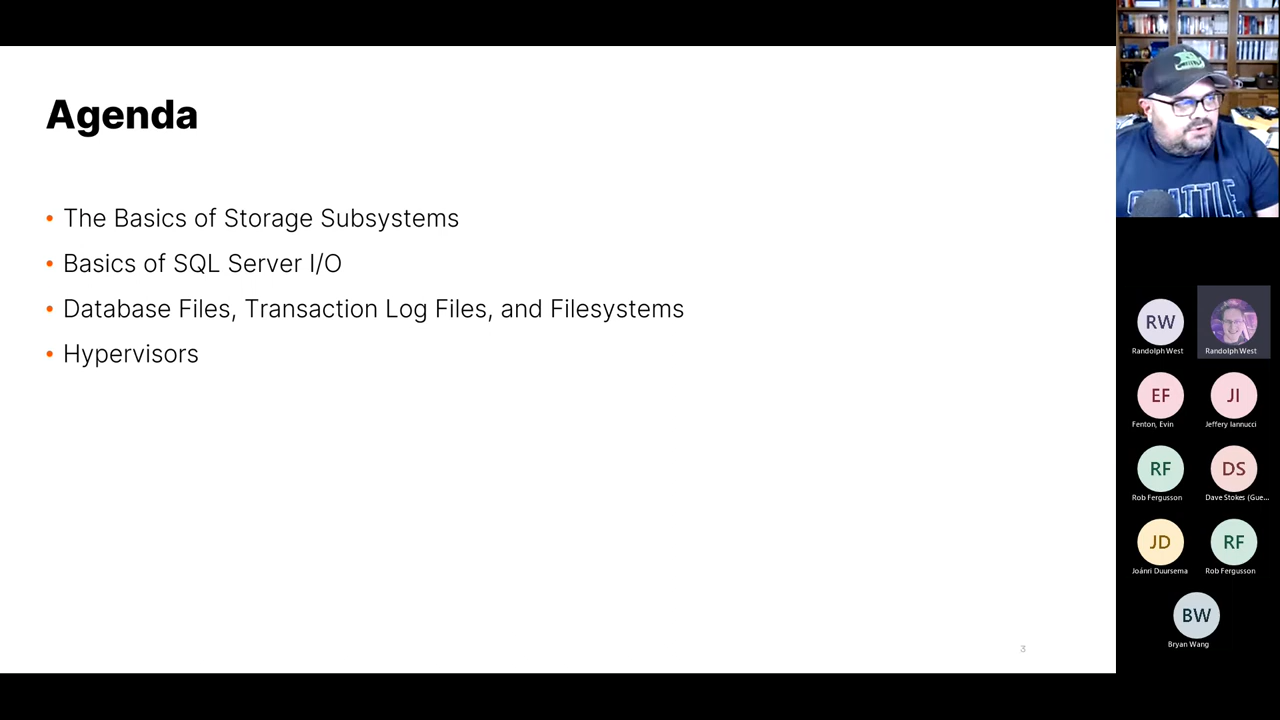 Agenda
• The Basics of Storage Subsystems
• Basics of SQL Server I/O
• Database Files, Transaction Log Files, and Filesystems
• Hypervisors
3
SEATTLE
RW
Randolph West
Randolph West
EF
Fenton, Evin
JI
Jeffery Iannucci
RF
Rob Fergusson
DS
Dave Stokes (Gue...
JD
Joánri Duursema
RF
Rob Fergusson
BW
Bryan Wang